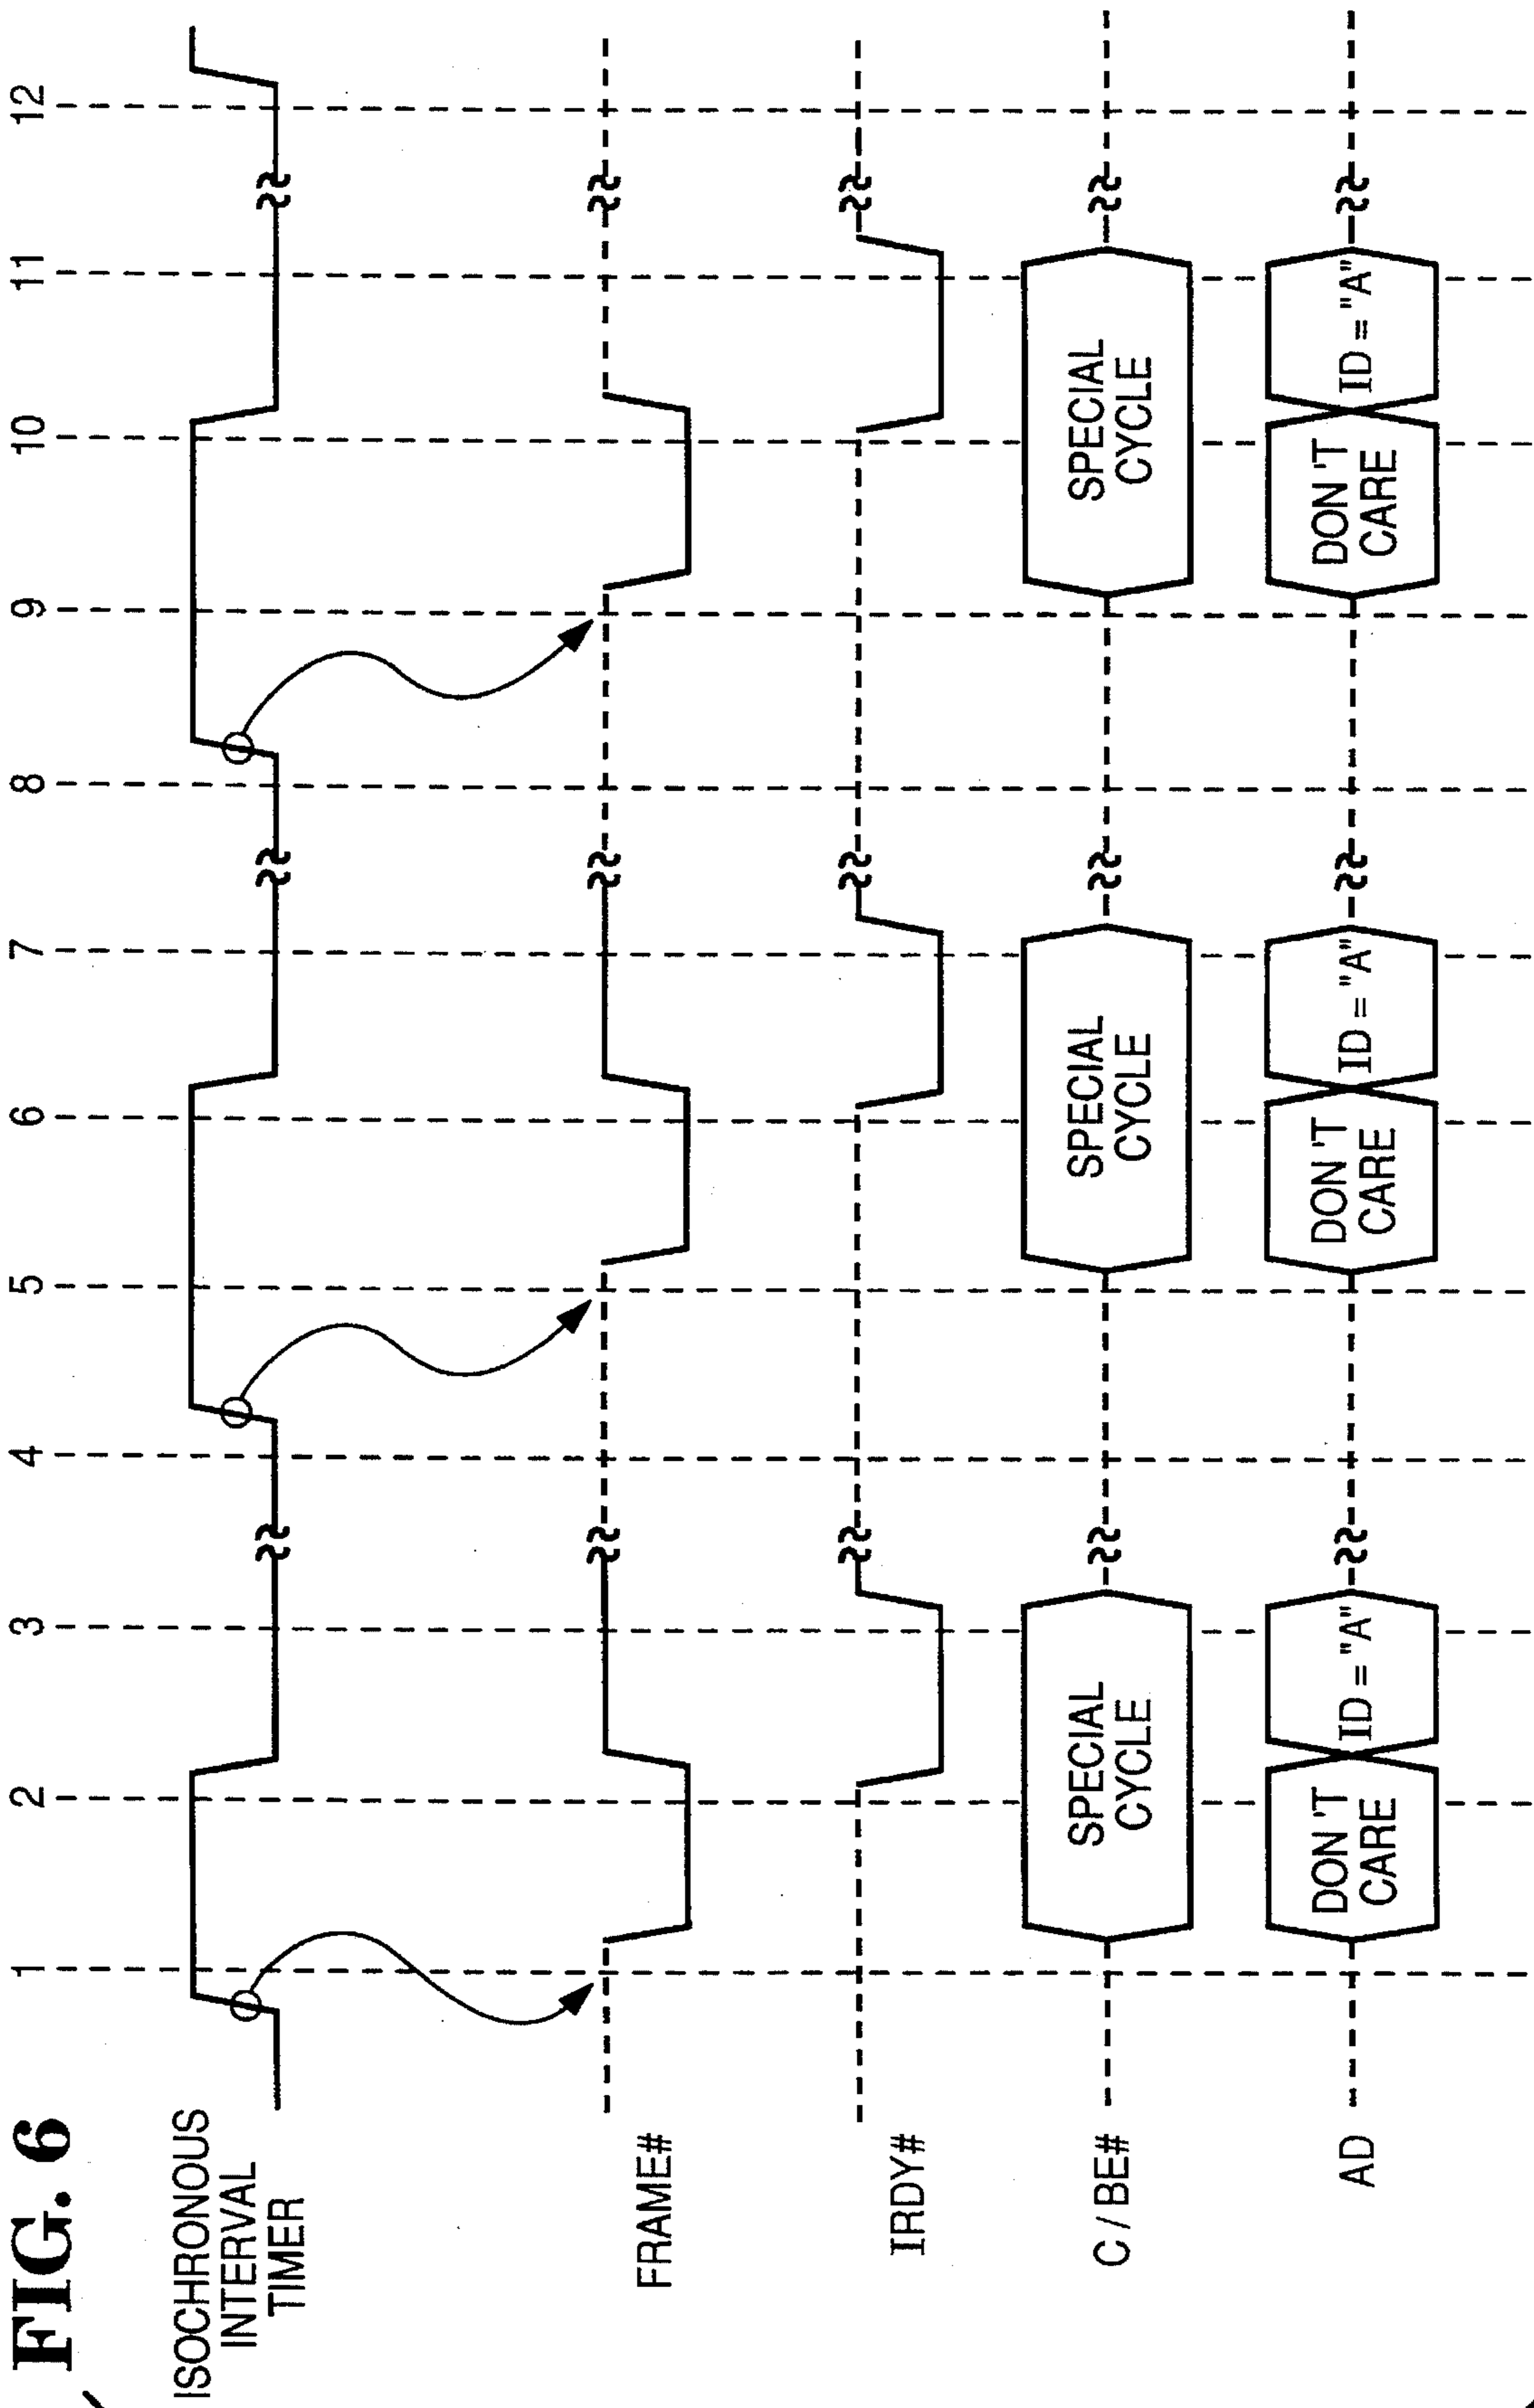 FIG. 6
1 2 3 4 5 6 7 8 9 10 11 12
ISOCHRONOUS
INTERVAL
TIMER
FRAME#
IRDY#
C / BE#
SPECIAL
CYCLE
SPECIAL
CYCLE
SPECIAL
CYCLE
AD
DON'T
CARE
ID = "A"
DON'T
CARE
ID = "A"
DON'T
CARE
ID = "A"